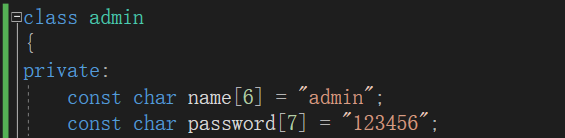 class admin
{
private:
const char name[6] = "admin";
const char password[7] = "123456";